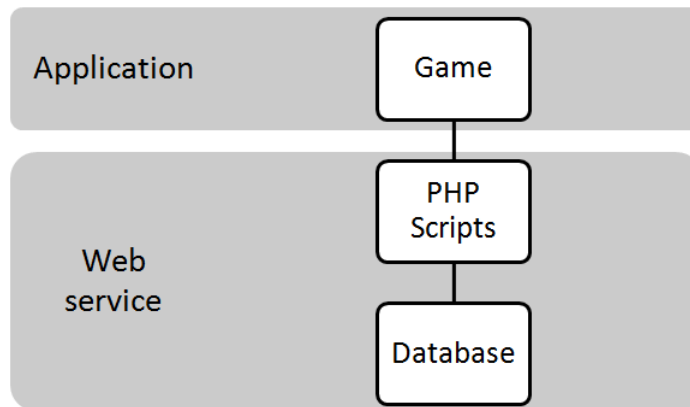 Application
Game
PHP
Scripts
Web
service
Database